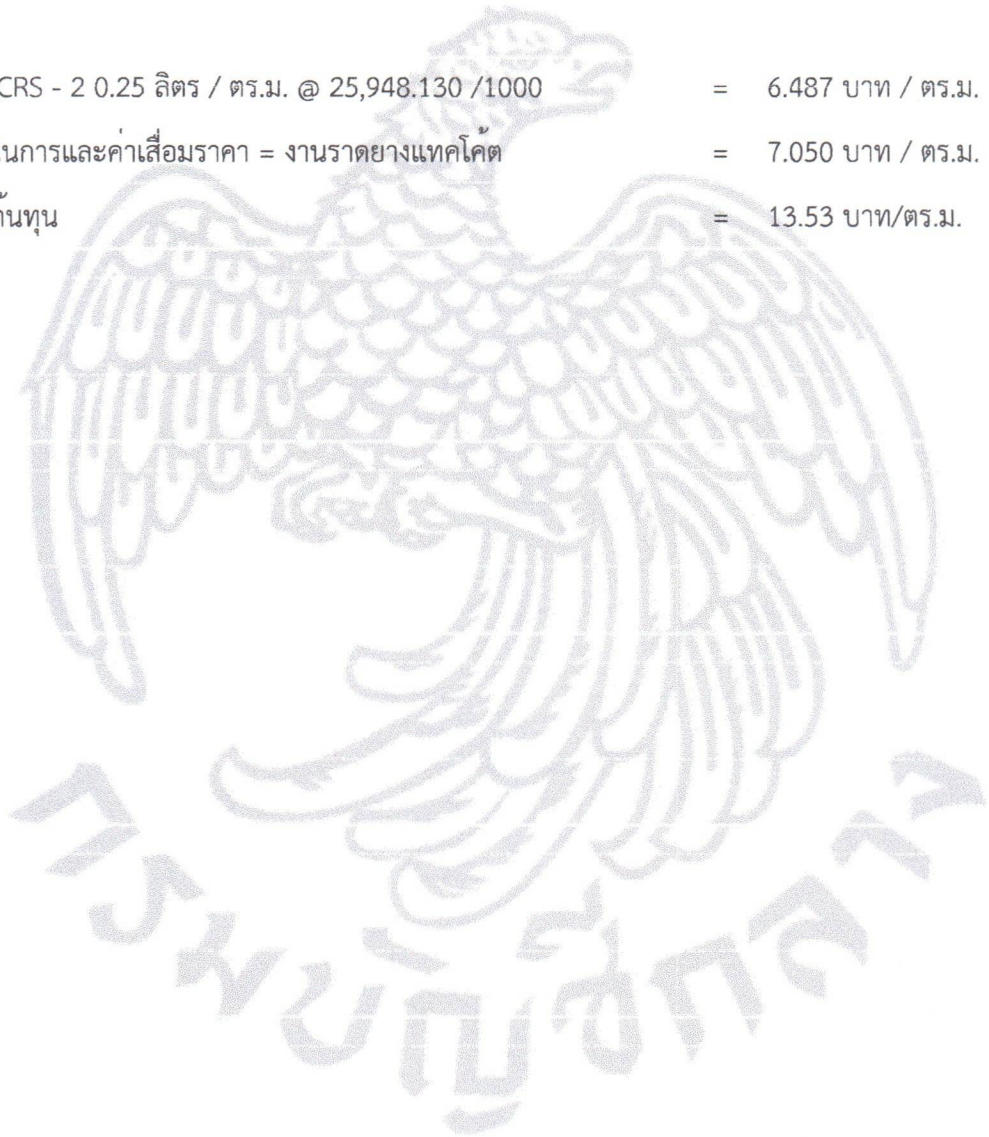 CRS - 2 0.25 ลิตร / ตร.ม. @ 25,948.130 /1000 = 6.487 บาท / ตร.ม.
นการและค่าเสื่อมราคา = งานราดยางแทคโค้ต = 7.050 บาท / ตร.ม.
้นทุน = 13.53 บาท/ตร.ม.
กรมบัญชีกลาง